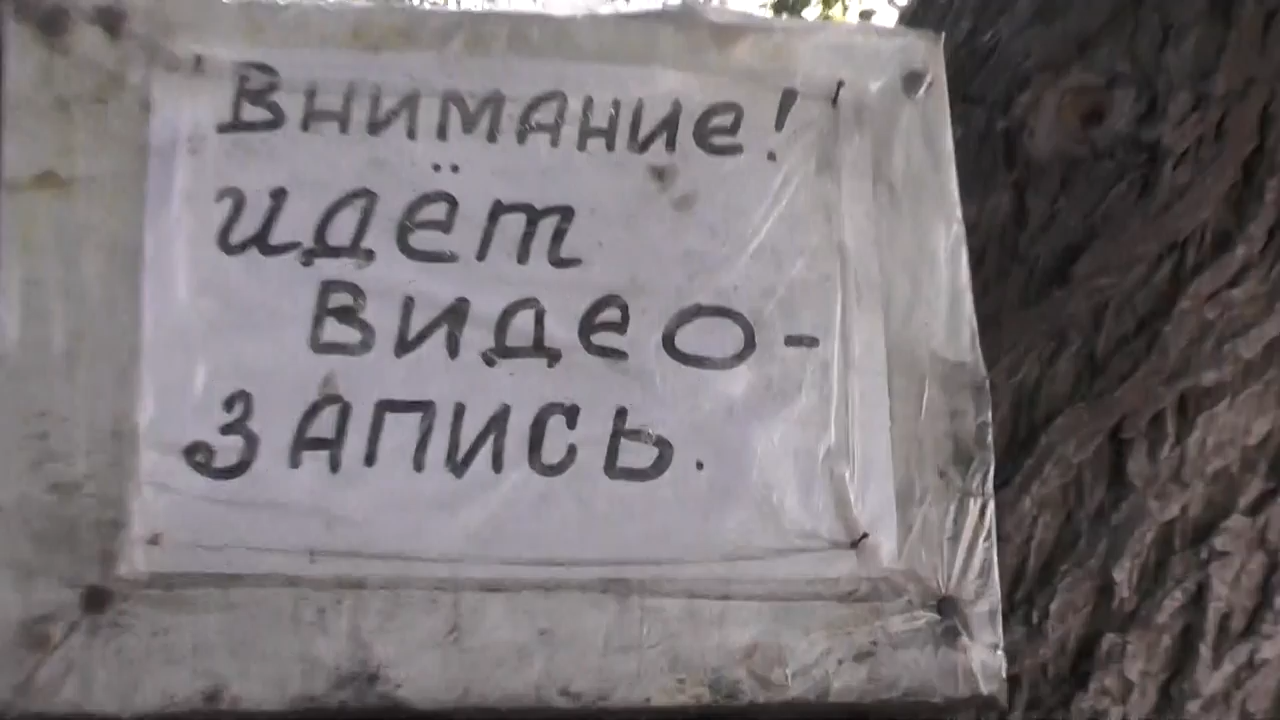 Внимание!
идёт
видео-
запись.